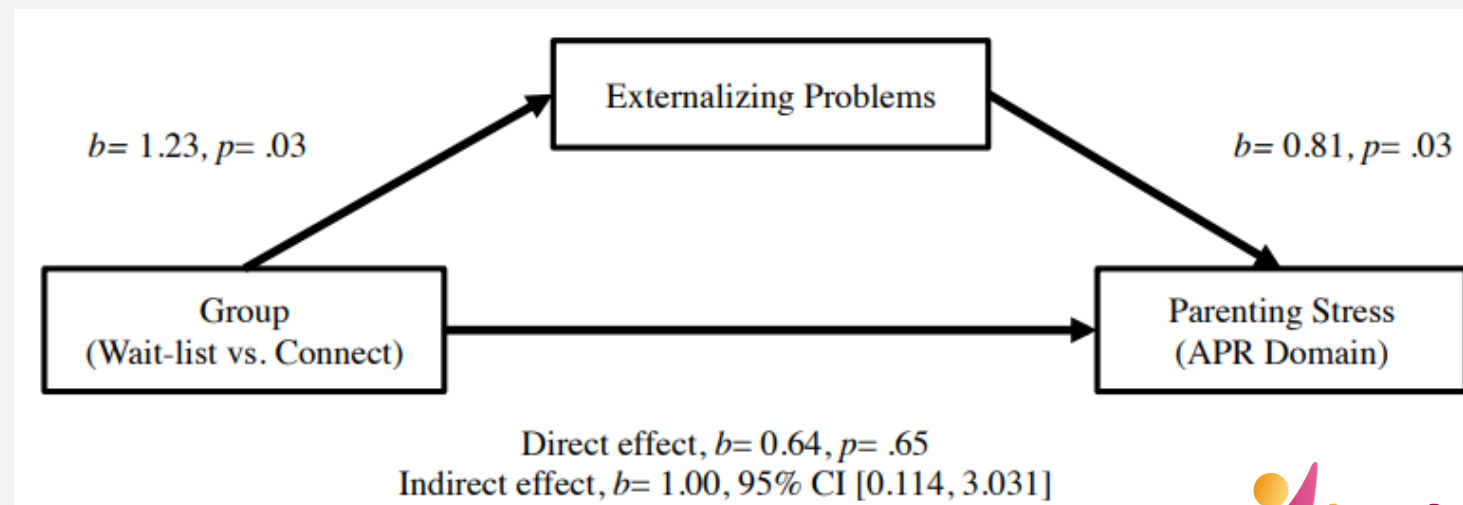 Externalizing Problems
b= 1.23, p= .03
b= 0.81, p= .03
Group
(Wait-list vs. Connect)
Parenting Stress
(APR Domain)
Direct effect, b= 0.64, p= .65
Indirect effect, b= 1.00, 95% CI [0.114, 3.031]